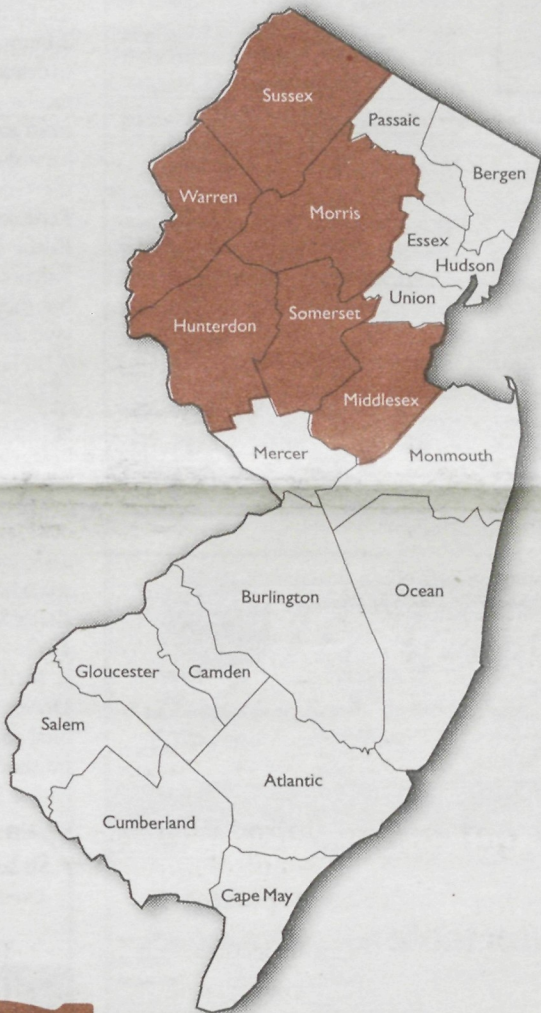 Sussex
Passaic
Bergen
Warren
Morris
Essex
Hudson
Union
Somerset
Hunterdon
Middlesex
Mercer
Monmouth
Burlington
Ocean
Gloucester
Camden
Salem
Atlantic
Cumberland
Cape May